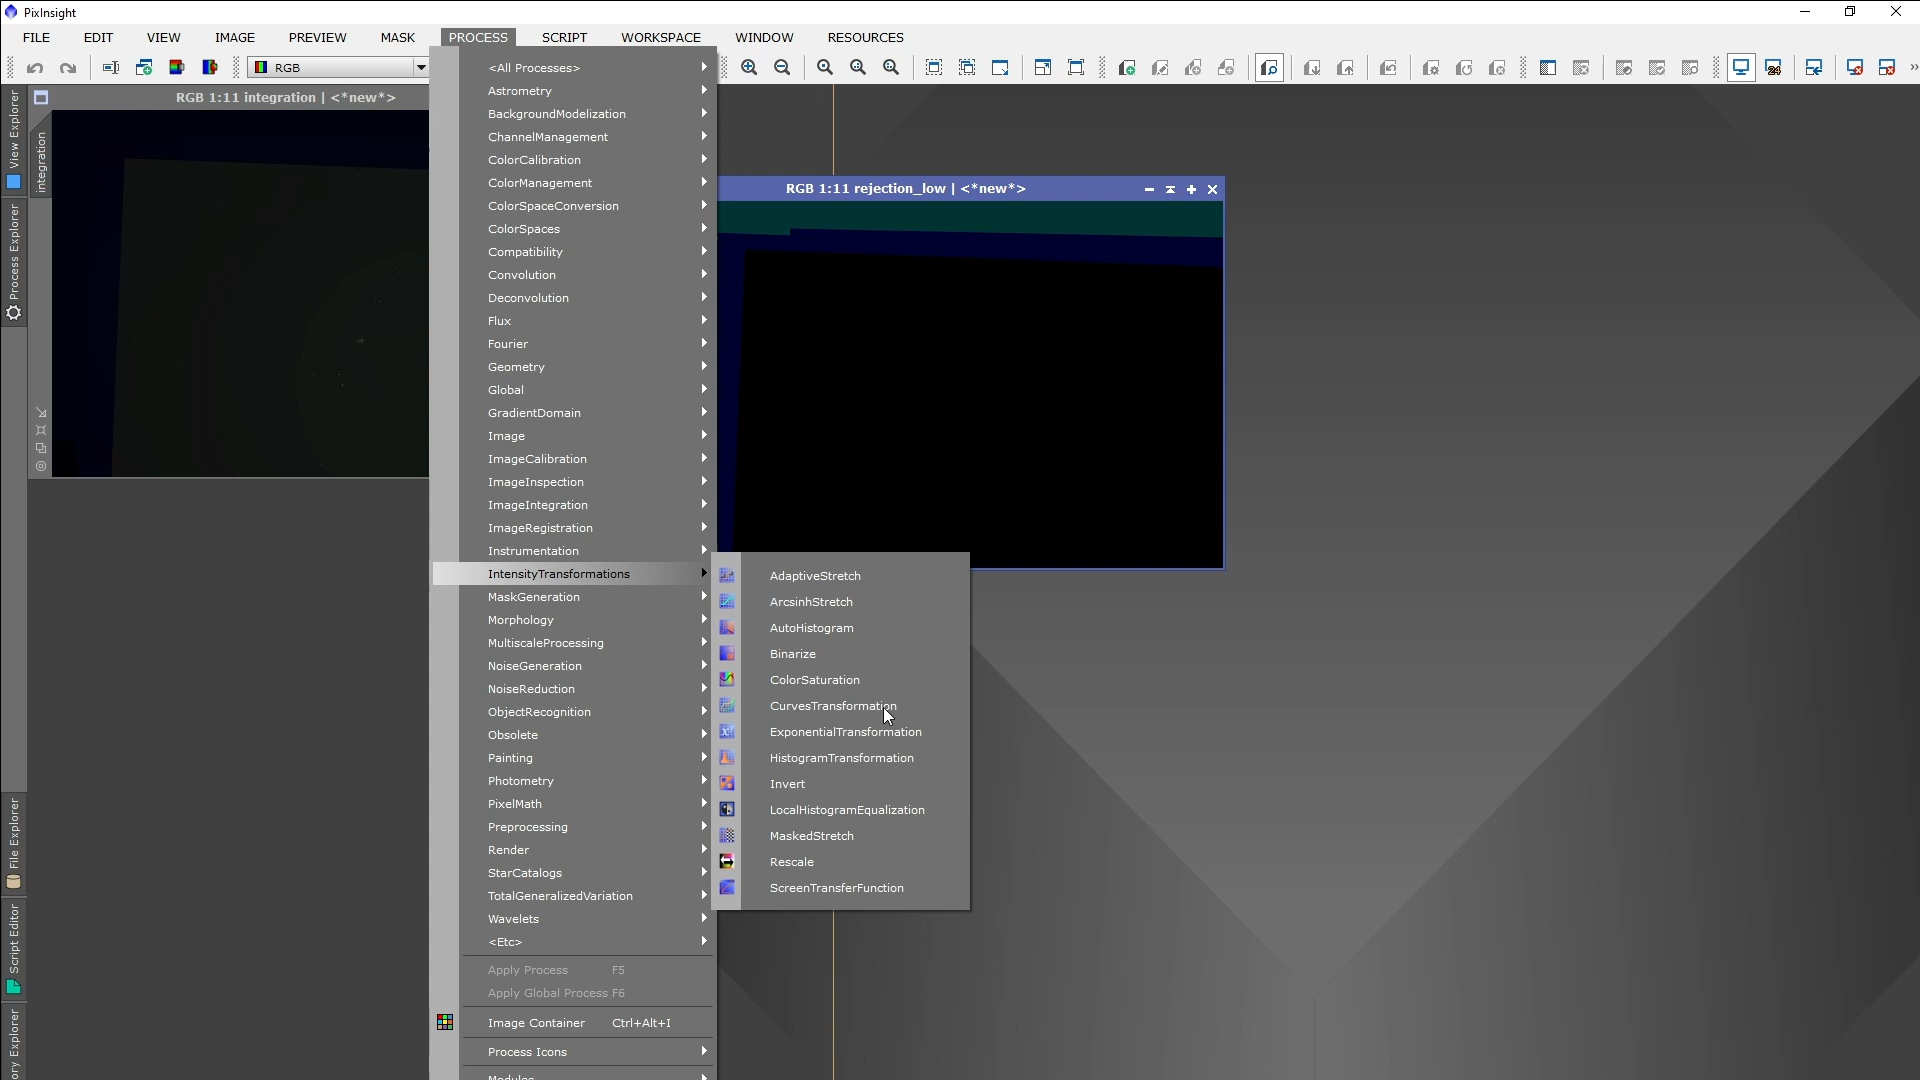 PixInsight
FILE EDIT VIEW IMAGE PREVIEW MASK PROCESS SCRIPT WORKSPACE WINDOW RESOURCES
RGB
24
RGB 1:11 integration | <*new*>
integration
View Explorer
Process Explorer
File Explorer
Script Editor
ory Explorer
<All Processes>
Astrometry
BackgroundModelization
ChannelManagement
ColorCalibration
ColorManagement
ColorSpaceConversion
ColorSpaces
Compatibility
Convolution
Deconvolution
Flux
Fourier
Geometry
Global
GradientDomain
Image
ImageCalibration
ImageInspection
ImageIntegration
ImageRegistration
Instrumentation
IntensityTransformations
MaskGeneration
Morphology
MultiscaleProcessing
NoiseGeneration
NoiseReduction
ObjectRecognition
Obsolete
Painting
Photometry
PixelMath
Preprocessing
Render
StarCatalogs
TotalGeneralizedVariation
Wavelets
<Etc>
Apply Process F5
Apply Global Process F6
Image Container Ctrl+Alt+I
Process Icons
Modules
RGB 1:11 rejection_low | <*new*>
AdaptiveStretch
ArcsinhStretch
AutoHistogram
Binarize
ColorSaturation
CurvesTransformation
ExponentialTransformation
HistogramTransformation
Invert
LocalHistogramEqualization
MaskedStretch
Rescale
ScreenTransferFunction